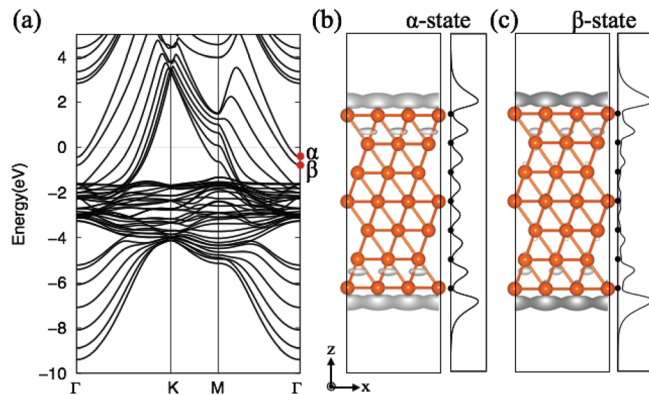 (a)
4
2
0
−2
−4
−6
−8
−10
Energy(eV)
Γ
K
M
Γ
α
β
(b)
α-state
(c)
β-state
z
x